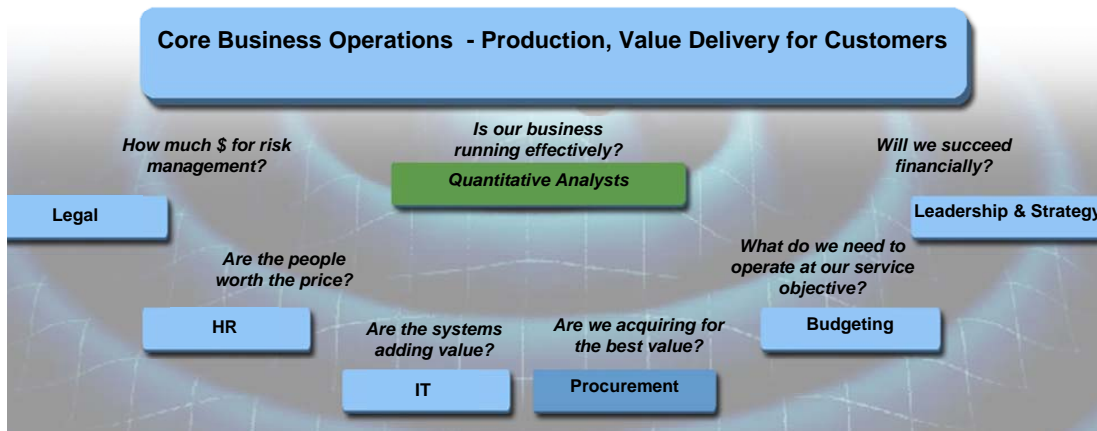 Core Business Operations  - Production, Value Delivery for Customers
How much $ for risk
management?
Is our business
running effectively?
Will we succeed
financially?
Quantitative Analysts
Legal
Leadership & Strategy
Are the people
worth the price?
What do we need to
operate at our service
objective?
HR
Are the systems
adding value?
Are we acquiring for
the best value?
Budgeting
IT
Procurement